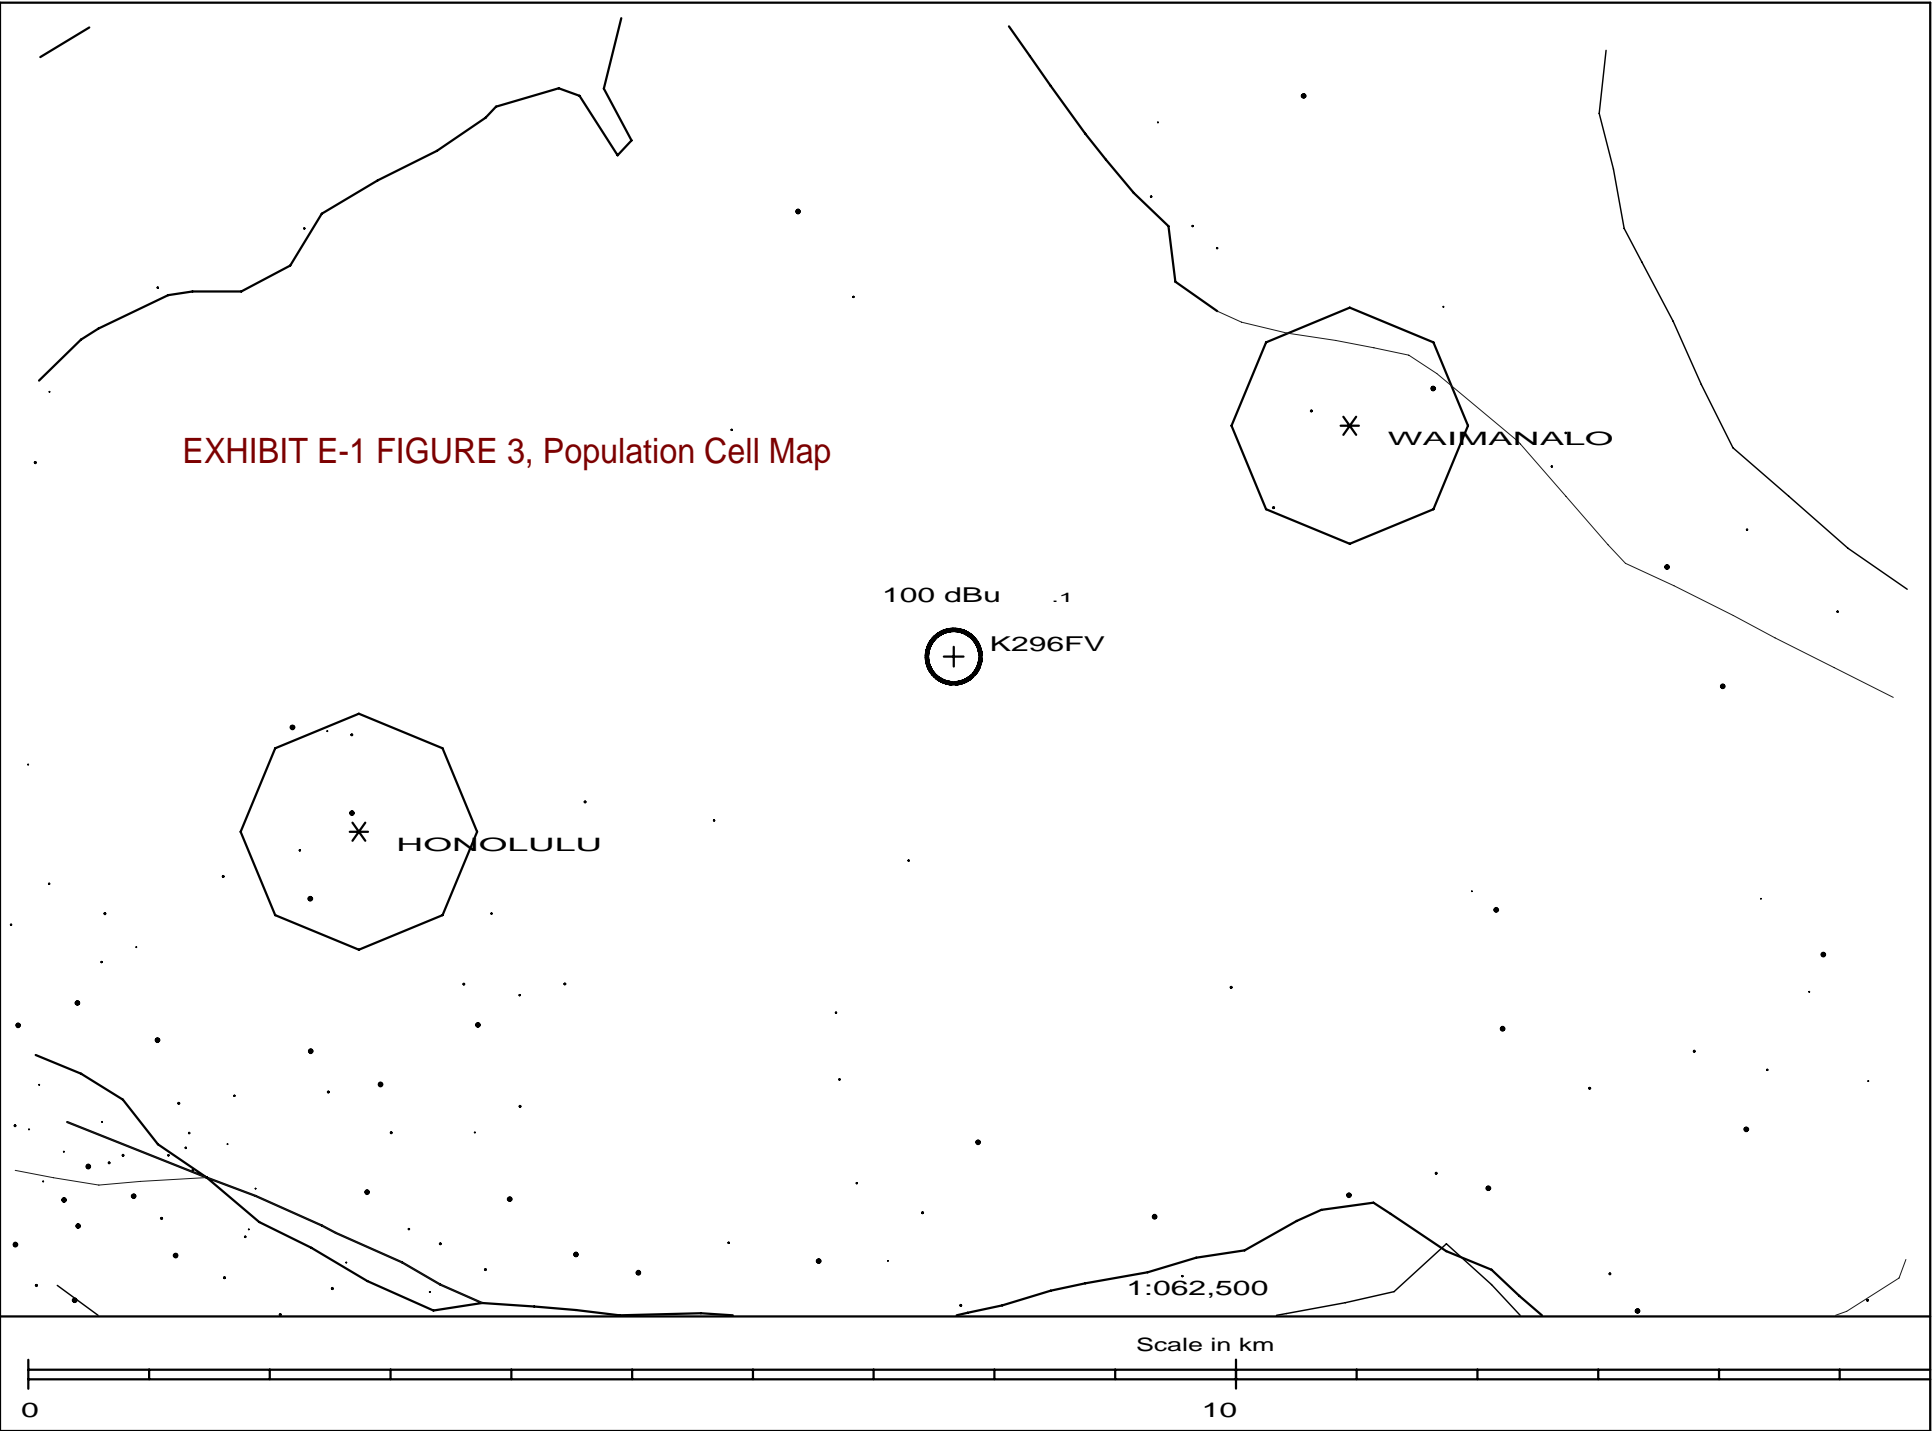 EXHIBIT E-1 FIGURE 3, Population Cell Map
WAIMANALO
100 dBu .1
K296FV
HONOLULU
1:062,500
Scale in km
0 10